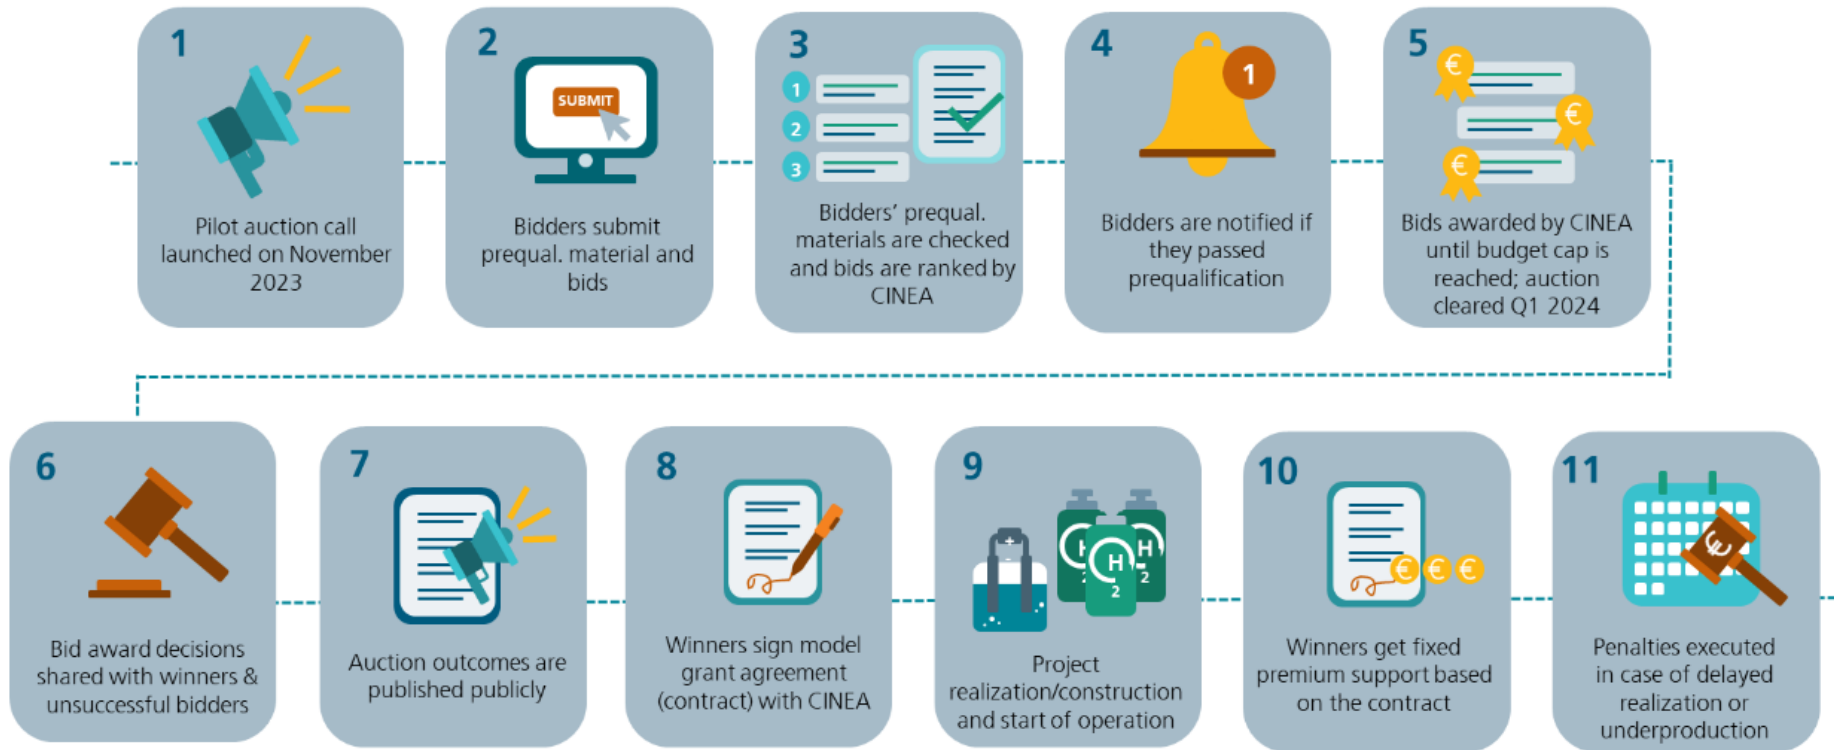 1
Pilot auction call
launched on November
2023
2
SUBMIT
Bidders submit
prequal. material and
bids
3
1
2
3
Bidders’ prequal.
materials are checked
and bids are ranked by
CINEA
4
1
Bidders are notified if
they passed
prequalification
5
€
€
€
Bids awarded by CINEA
until budget cap is
reached; auction
cleared Q1 2024
6
Bid award decisions
shared with winners &
unsuccessful bidders
7
Auction outcomes are
published publicly
8
Winners sign model
grant agreement
(contract) with CINEA
9
+
-
H
2
H
2
H
2
Project
realization/construction
and start of operation
10
€ € €
Winners get fixed
premium support based
on the contract
11
€
Penalties executed
in case of delayed
realization or
underproduction